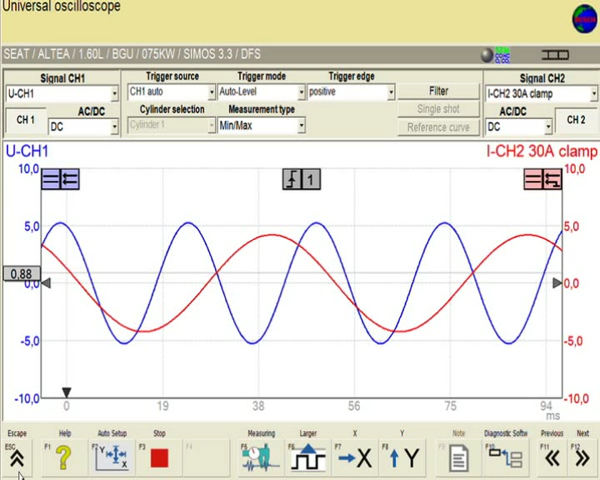 Universal oscilloscope
SEAT / ALTEA / 1.60L / BGU / 075KW / SIMOS 3.3 / DFS
Signal CH1
Trigger source
Trigger mode
Trigger edge
Signal CH2
U-CH1
CH1 auto
Auto-Level
positive
Filter
I-CH2 30A clamp
CH 1
AC/DC
DC
Cylinder selection
Cylinder 1
Measurement type
Min/Max
Single shot
Reference curve
AC/DC
DC
CH 2
U-CH1
I-CH2 30A clamp
10,0
5,0
0.88
0,0
-5,0
-10,0
1
10,0
5,0
0,0
-5,0
-10,0
0 19 38 56 75 94
ms
Escape
ESC
Help
F1
?
Auto Setup
F2
Y
X
Stop
F3
F4
Measuring
F5
Larger
F6
X
F7
X
Y
F8
Y
Note
F9
Diagnostic Softw
F10
Previous
F11
Next
F12